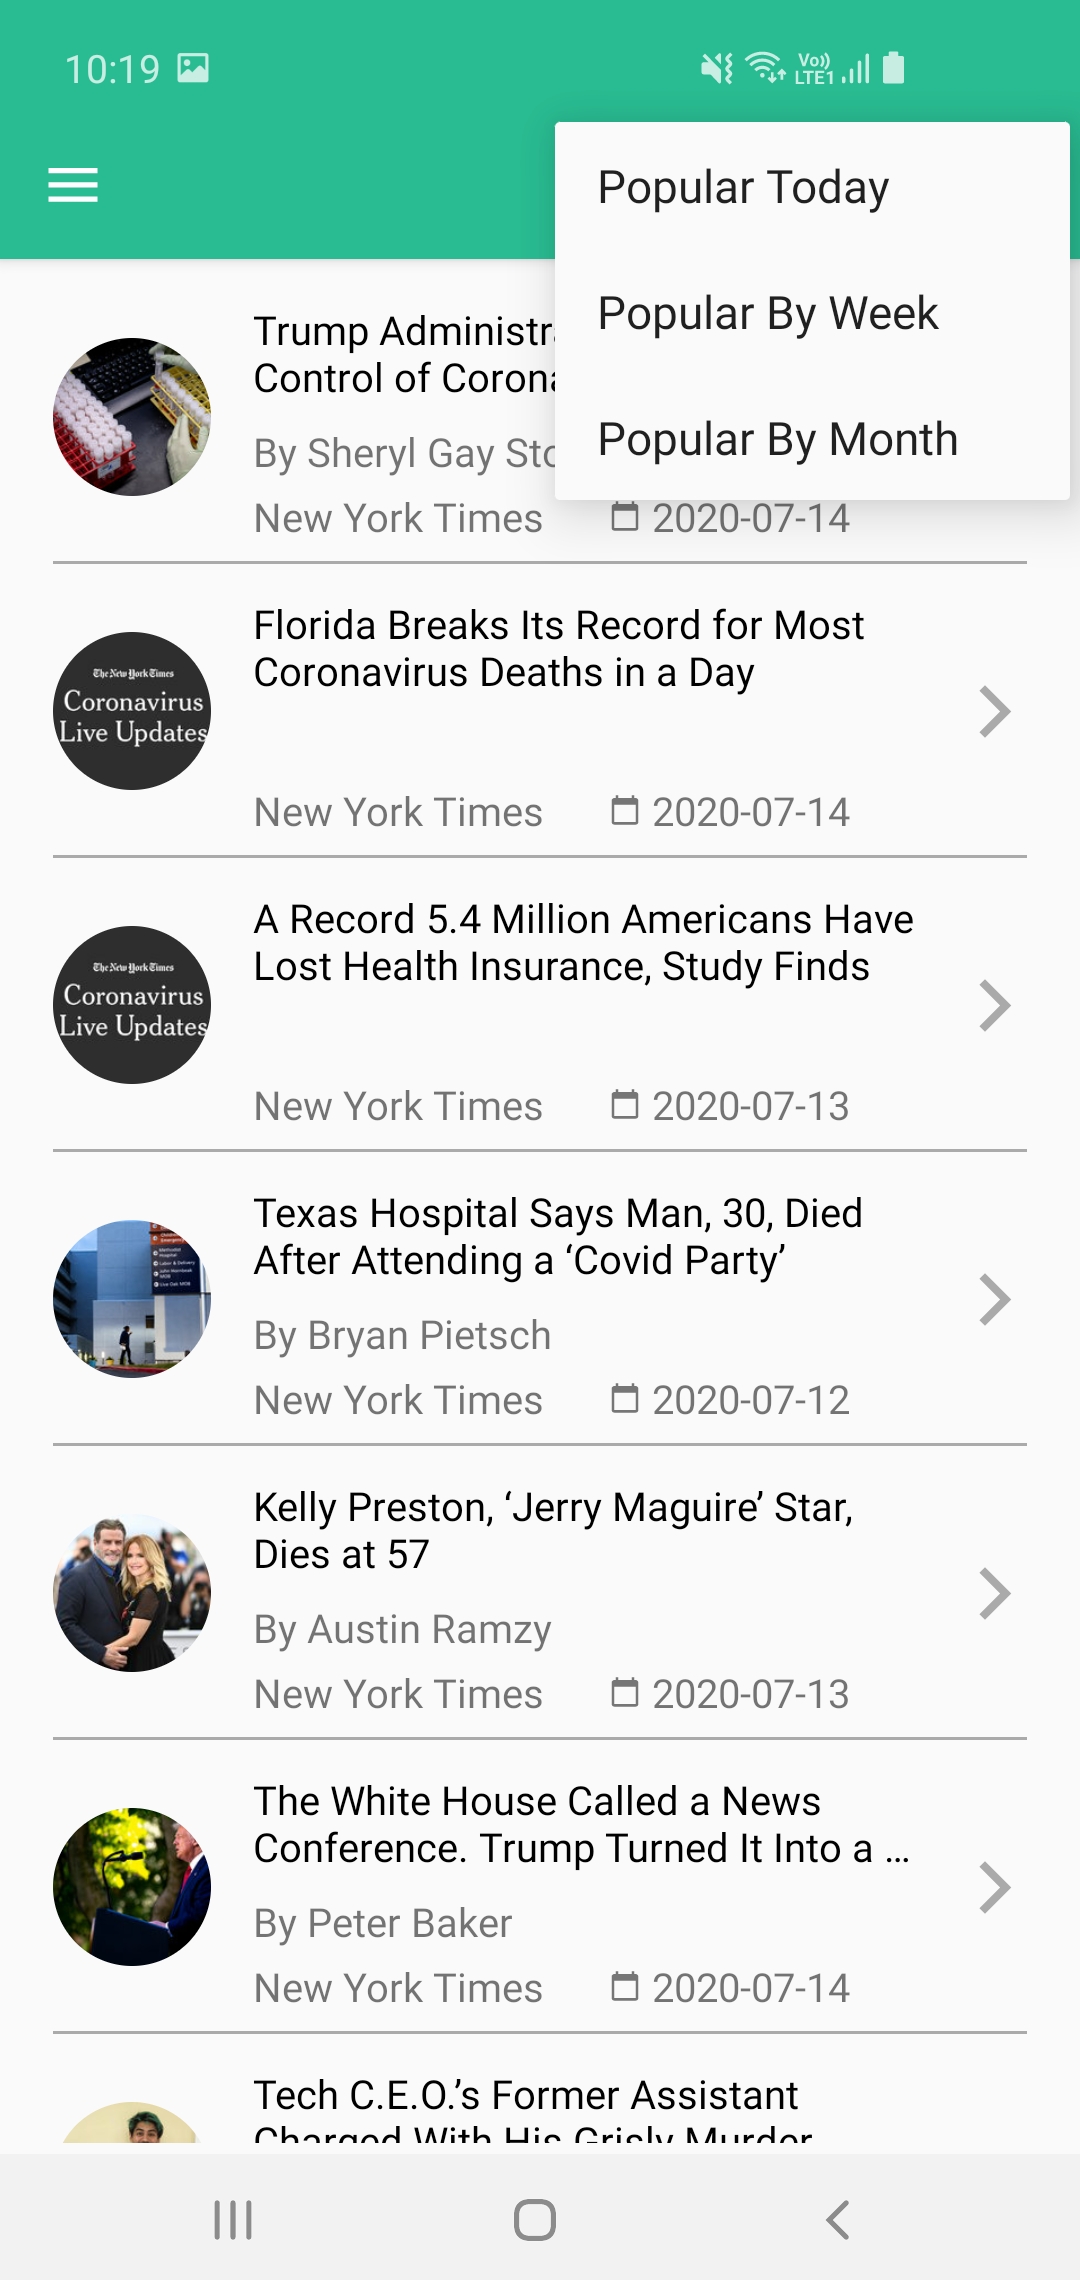 10:19
Vo)) LTE1
Popular Today
Popular By Week
Popular By Month
Trump Administra
Control of Corona
By Sheryl Gay Sto
New York Times 2020-07-14
The New York Times
Coronavirus
Live Updates
Florida Breaks Its Record for Most
Coronavirus Deaths in a Day
New York Times 2020-07-14
The New York Times
Coronavirus
Live Updates
A Record 5.4 Million Americans Have
Lost Health Insurance, Study Finds
New York Times 2020-07-13
Texas Hospital Says Man, 30, Died
After Attending a ‘Covid Party’
By Bryan Pietsch
New York Times 2020-07-12
Kelly Preston, ‘Jerry Maguire’ Star,
Dies at 57
By Austin Ramzy
New York Times 2020-07-13
The White House Called a News
Conference. Trump Turned It Into a …
By Peter Baker
New York Times 2020-07-14
Tech C.E.O.’s Former Assistant
Charged With His Grisly Murder